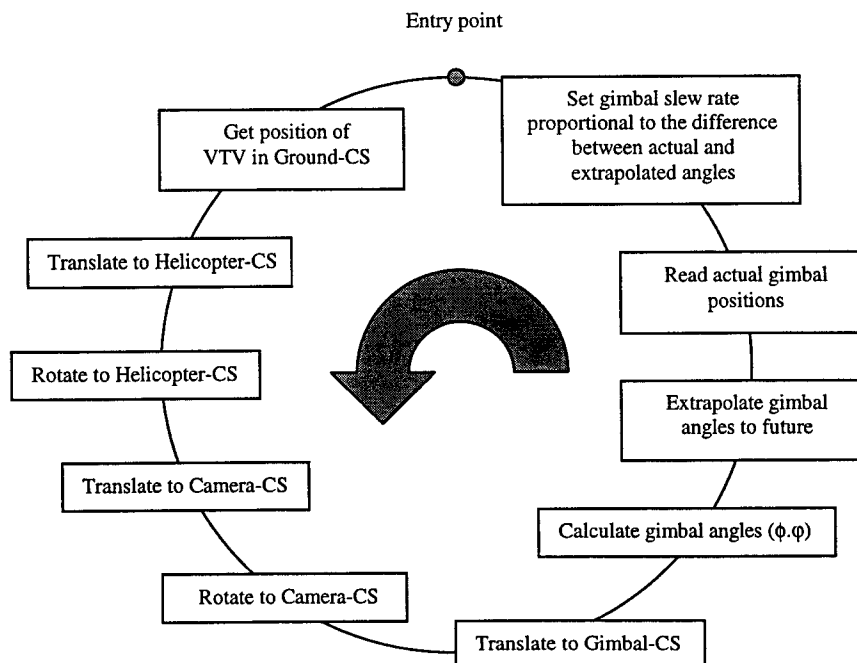 Entry point
Get position of
VTV in Ground-CS
Translate to Helicopter-CS
Rotate to Helicopter-CS
Translate to Camera-CS
Rotate to Camera-CS
Translate to Gimbal-CS
Calculate gimbal angles (ϕ.φ)
Extrapolate gimbal
angles to future
Read actual gimbal
positions
Set gimbal slew rate
proportional to the difference
between actual and
extrapolated angles